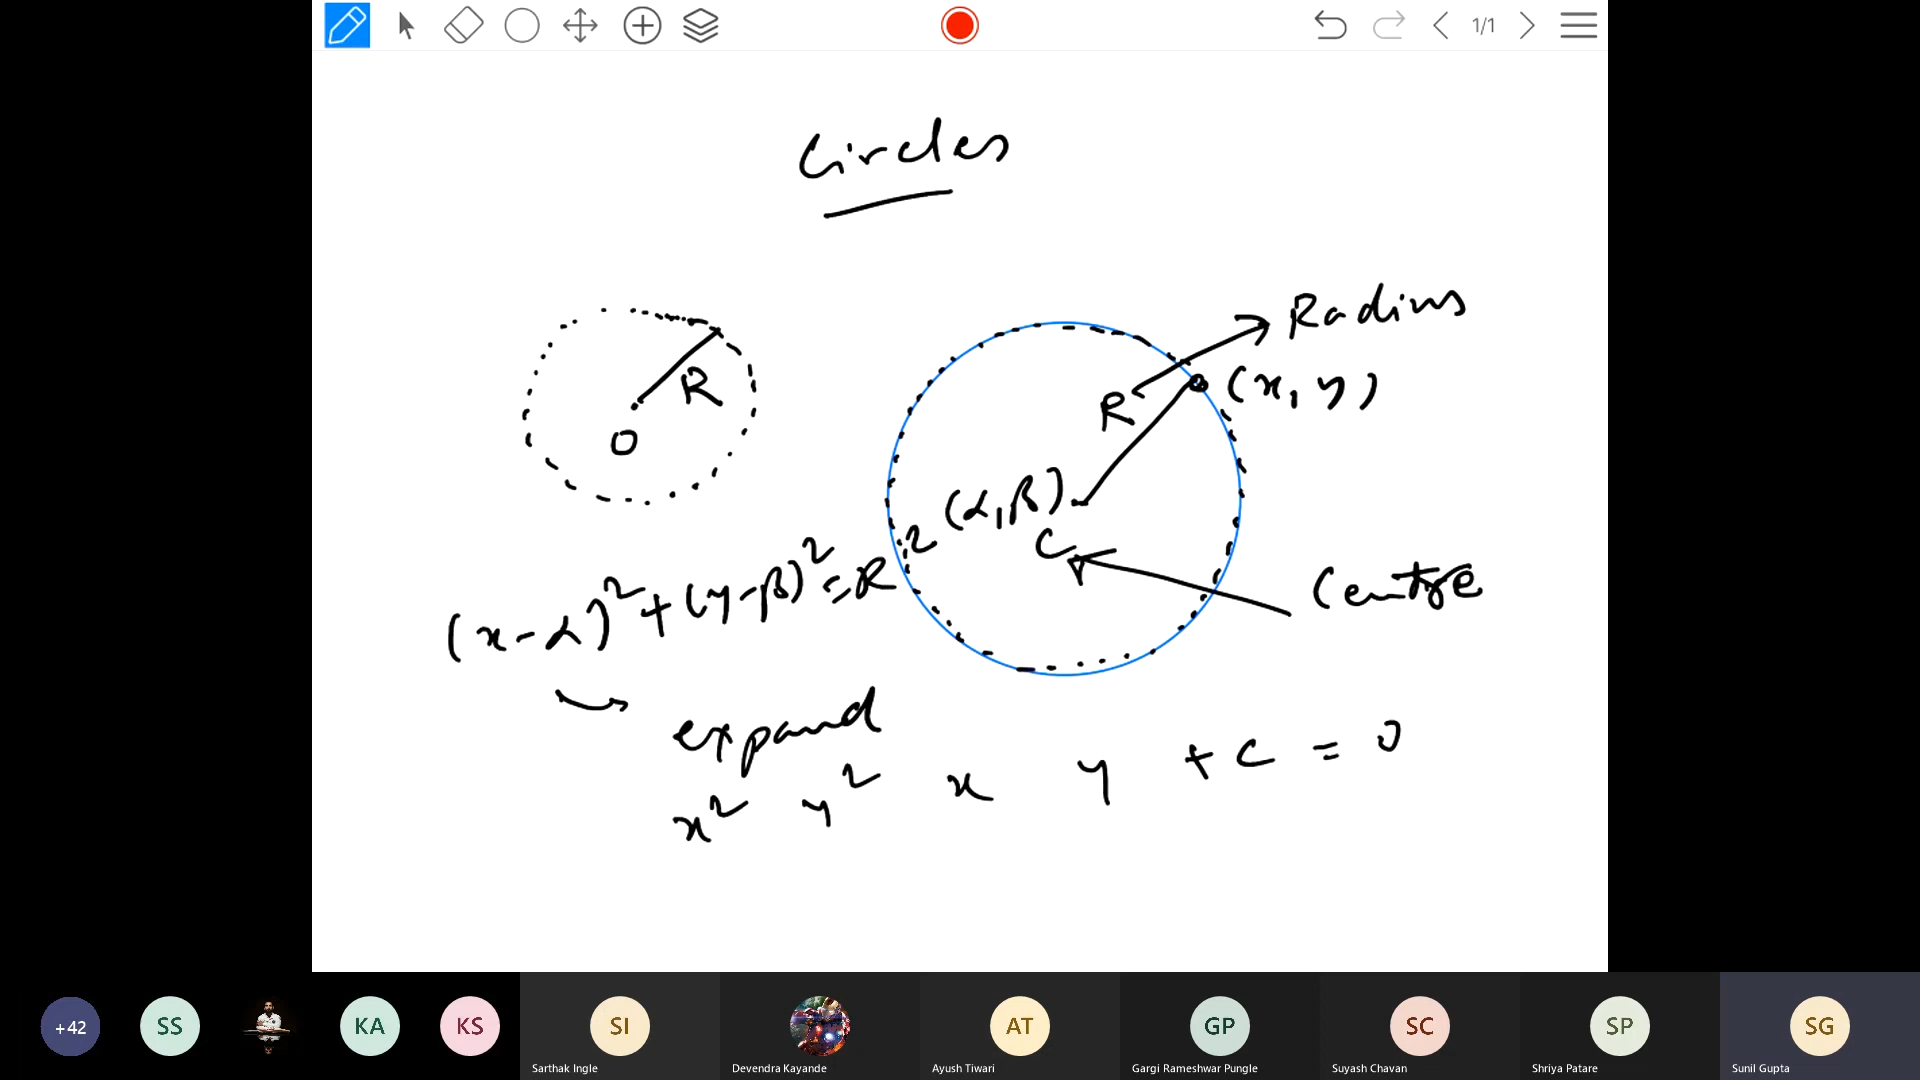 1/1
Circles
Radius
R
(x, y)
R
O
(α, β)
C
Centre
(x-α)²+(y-β)²=R²
expand
x² y² x y +c = 0
+42
SS
KA
KS
SI
AT
GP
SC
SP
SG
Sarthak Ingle
Devendra Kayande
Ayush Tiwari
Gargi Rameshwar Pungle
Suyash Chavan
Shriya Patare
Sunil Gupta